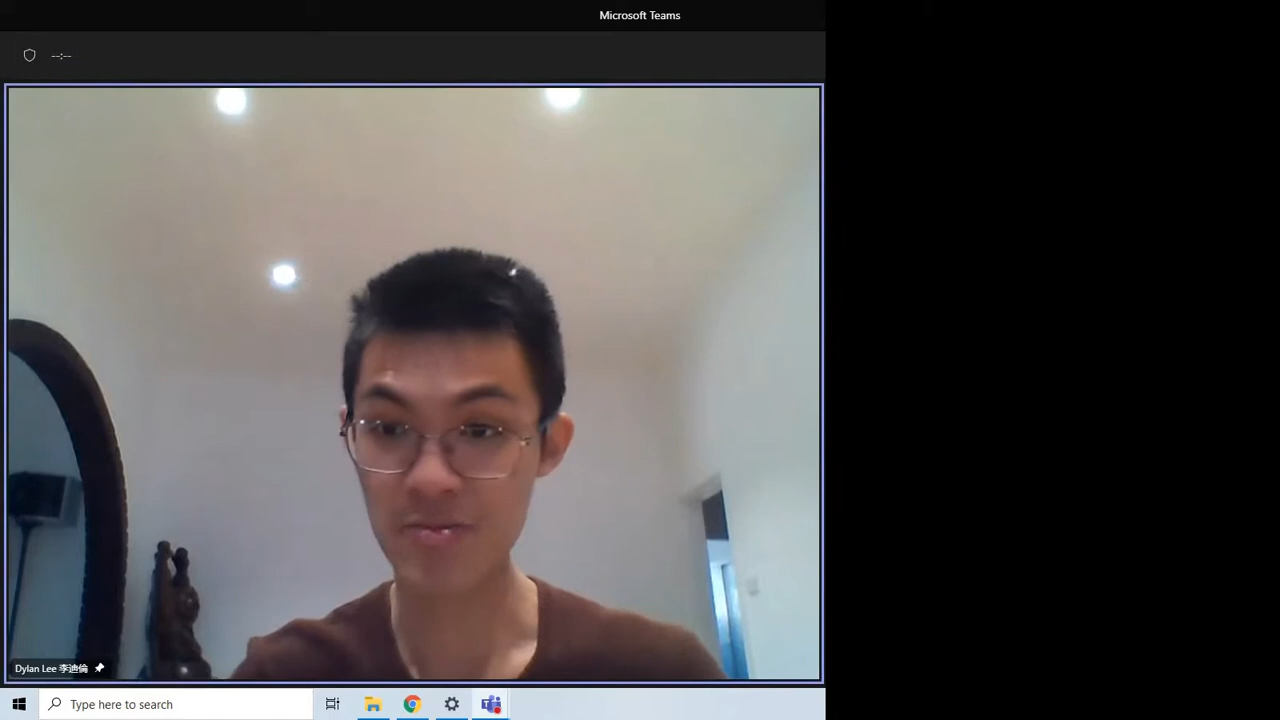 Microsoft Teams
--:--
Dylan Lee 李迪倫
Type here to search